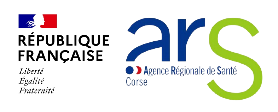 RÉPUBLIQUE
FRANÇAISE
Liberté
Égalité
Fraternité
ars
Agence Régionale de Santé
Corse